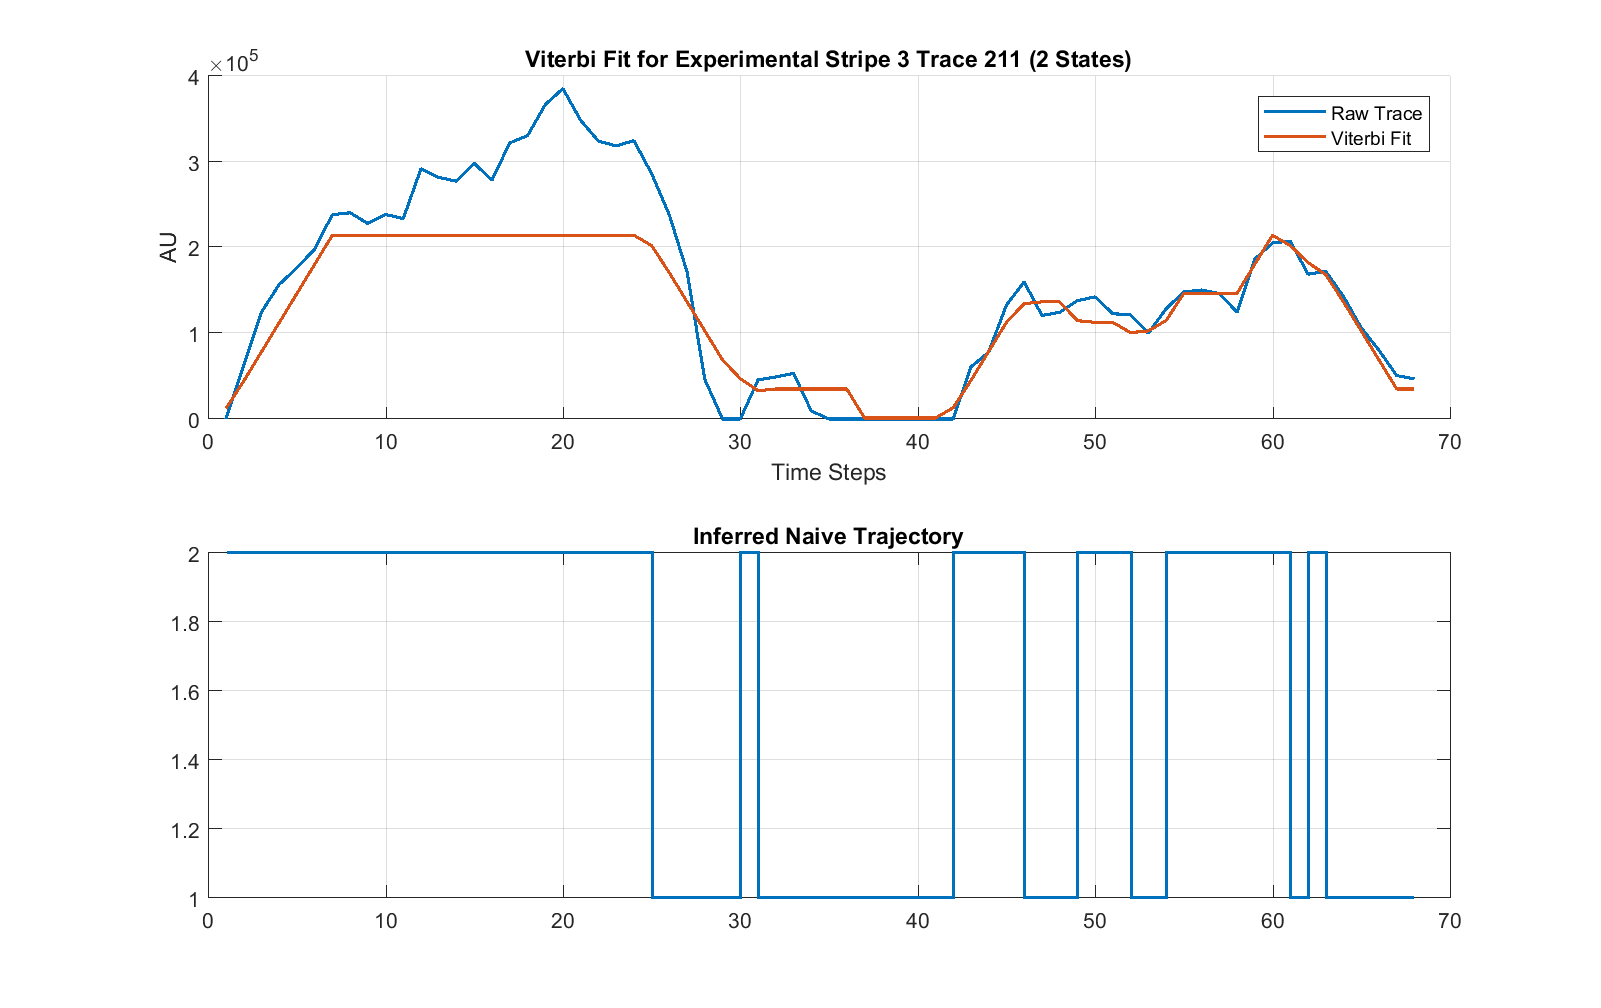 Viterbi Fit for Experimental Stripe 3 Trace 211 (2 States)
×10^5
4
3
2
1
0
AU
Raw Trace
Viterbi Fit
0 10 20 30 40 50 60 70
Time Steps
Inferred Naive Trajectory
2
1.8
1.6
1.4
1.2
1
0 10 20 30 40 50 60 70